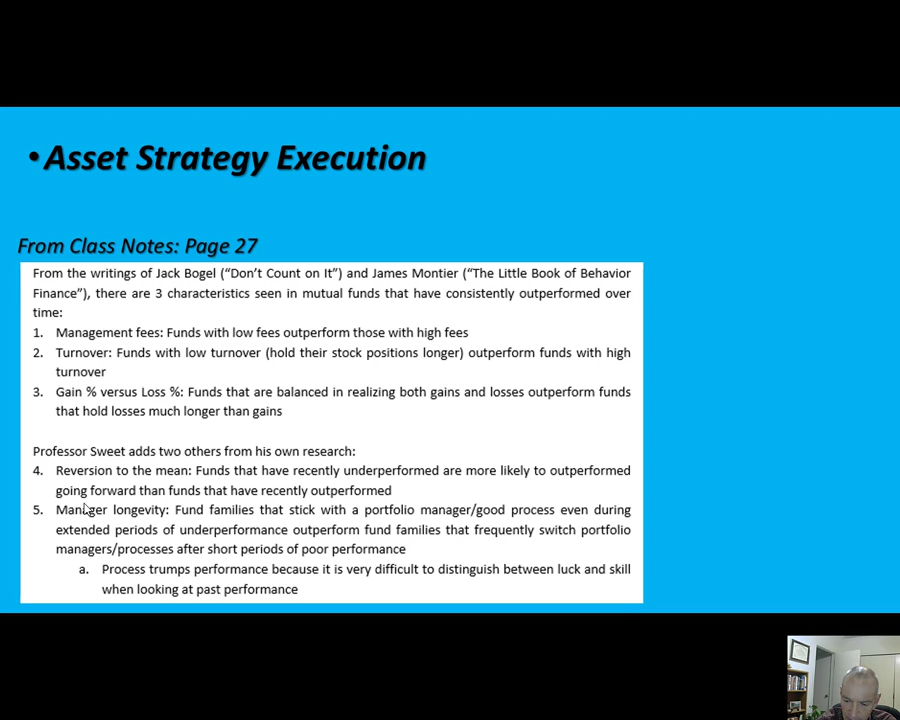 • Asset Strategy Execution
From Class Notes: Page 27
From the writings of Jack Bogel (“Don’t Count on It”) and James Montier (“The Little Book of Behavior
Finance”), there are 3 characteristics seen in mutual funds that have consistently outperformed over
time:
1. Management fees: Funds with low fees outperform those with high fees
2. Turnover: Funds with low turnover (hold their stock positions longer) outperform funds with high
turnover
3. Gain % versus Loss %: Funds that are balanced in realizing both gains and losses outperform funds
that hold losses much longer than gains
Professor Sweet adds two others from his own research:
4. Reversion to the mean: Funds that have recently underperformed are more likely to outperformed
going forward than funds that have recently outperformed
5. Manager longevity: Fund families that stick with a portfolio manager/good process even during
extended periods of underperformance outperform fund families that frequently switch portfolio
managers/processes after short periods of poor performance
a. Process trumps performance because it is very difficult to distinguish between luck and skill
when looking at past performance